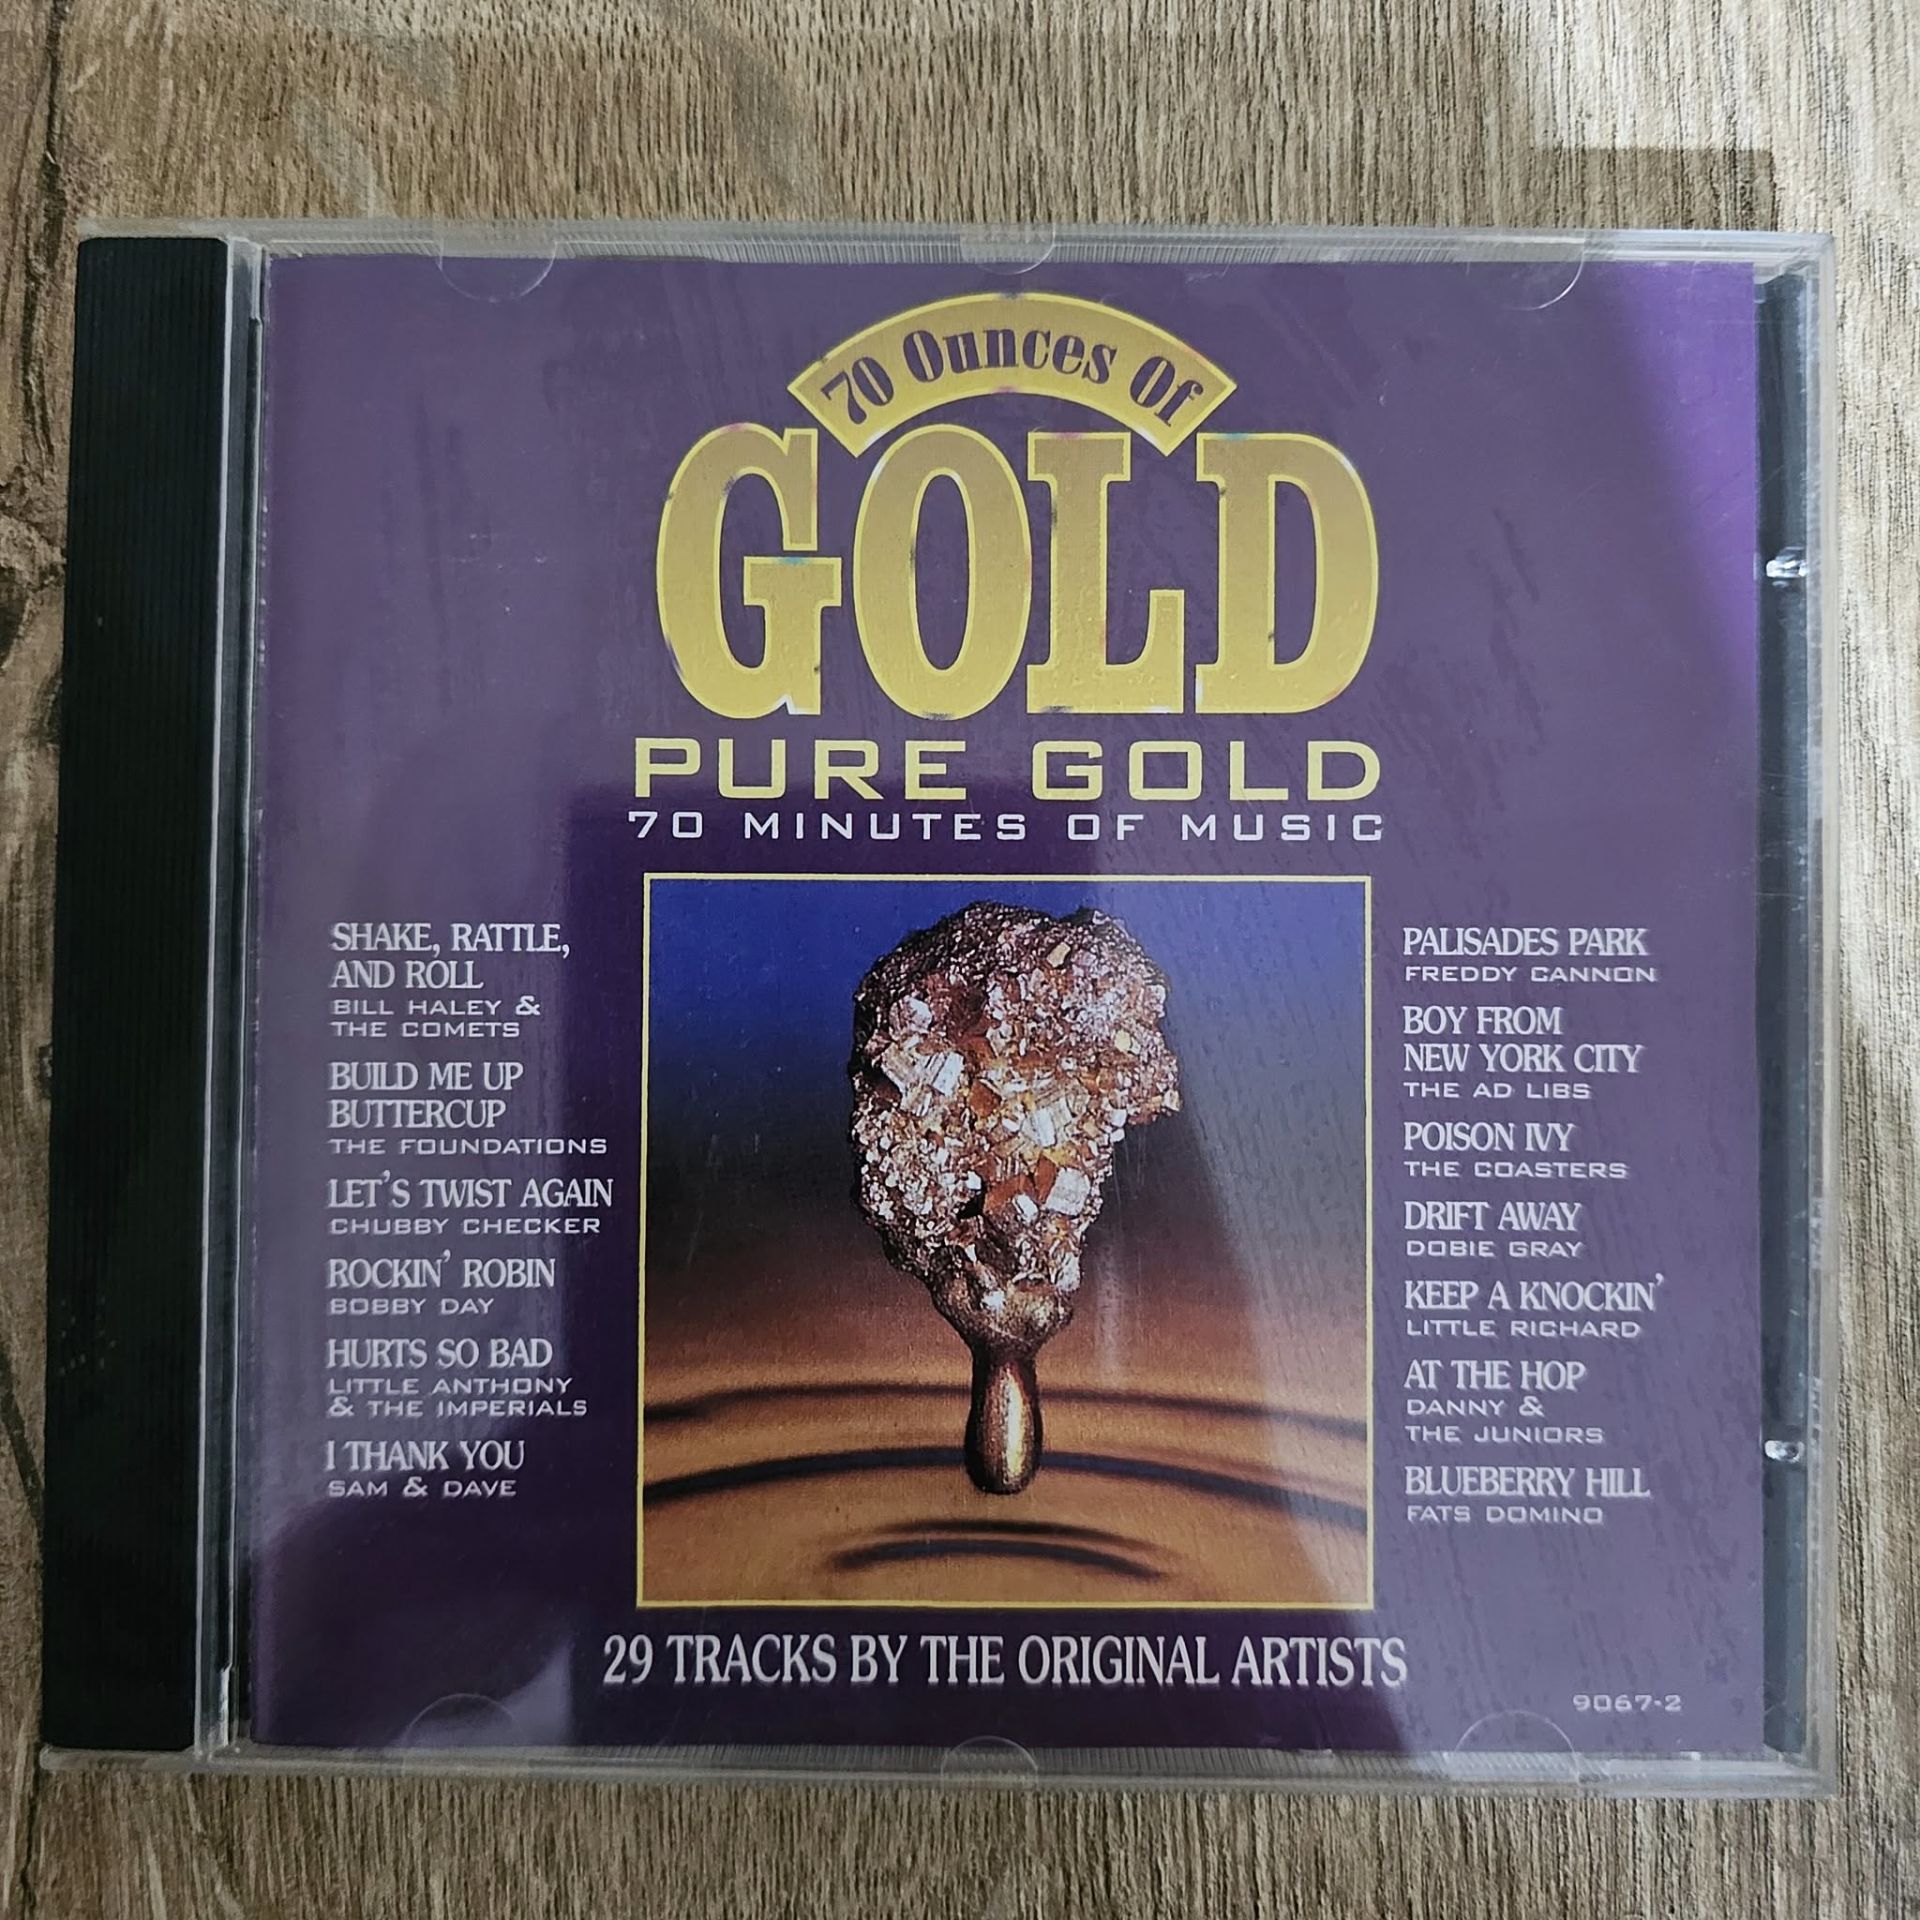 70 Ounces Of
GOLD
PURE GOLD
70 MINUTES OF MUSIC
SHAKE, RATTLE,
AND ROLL
BILL HALEY &
THE COMETS
BUILD ME UP
BUTTERCUP
THE FOUNDATIONS
LET'S TWIST AGAIN
CHUBBY CHECKER
ROCKIN' ROBIN
BOBBY DAY
HURTS SO BAD
LITTLE ANTHONY
& THE IMPERIALS
I THANK YOU
SAM & DAVE
PALISADES PARK
FREDDY CANNON
BOY FROM
NEW YORK CITY
THE AD LIBS
POISON IVY
THE COASTERS
DRIFT AWAY
DOBIE GRAY
KEEP A KNOCKIN'
LITTLE RICHARD
AT THE HOP
DANNY &
THE JUNIORS
BLUEBERRY HILL
FATS DOMINO
29 TRACKS BY THE ORIGINAL ARTISTS
9067-2